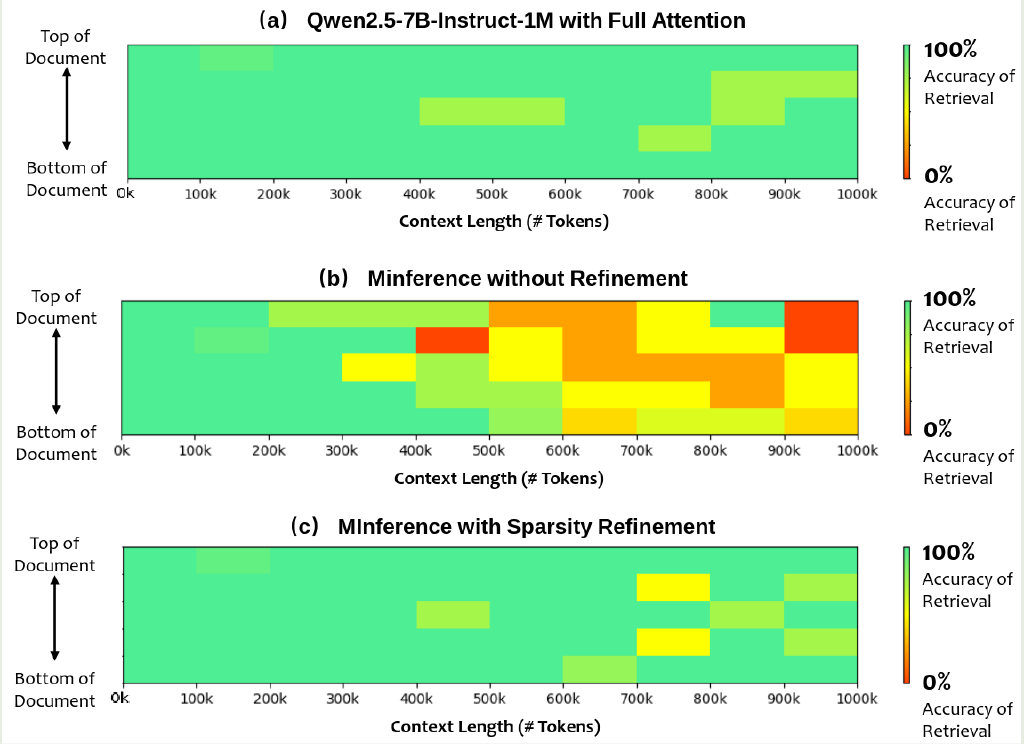 (a) Qwen2.5-7B-Instruct-1M with Full Attention
Top of
Document
Bottom of
Document
0k 100k 200k 300k 400k 500k 600k 700k 800k 900k 1000k
Context Length (# Tokens)
100%
Accuracy of
Retrieval
0%
Accuracy of
Retrieval
(b) Minference without Refinement
Top of
Document
Bottom of
Document
0k 100k 200k 300k 400k 500k 600k 700k 800k 900k 1000k
Context Length (# Tokens)
100%
Accuracy of
Retrieval
0%
Accuracy of
Retrieval
(c) MInference with Sparsity Refinement
Top of
Document
Bottom of
Document
0k 100k 200k 300k 400k 500k 600k 700k 800k 900k 1000k
Context Length (# Tokens)
100%
Accuracy of
Retrieval
0%
Accuracy of
Retrieval